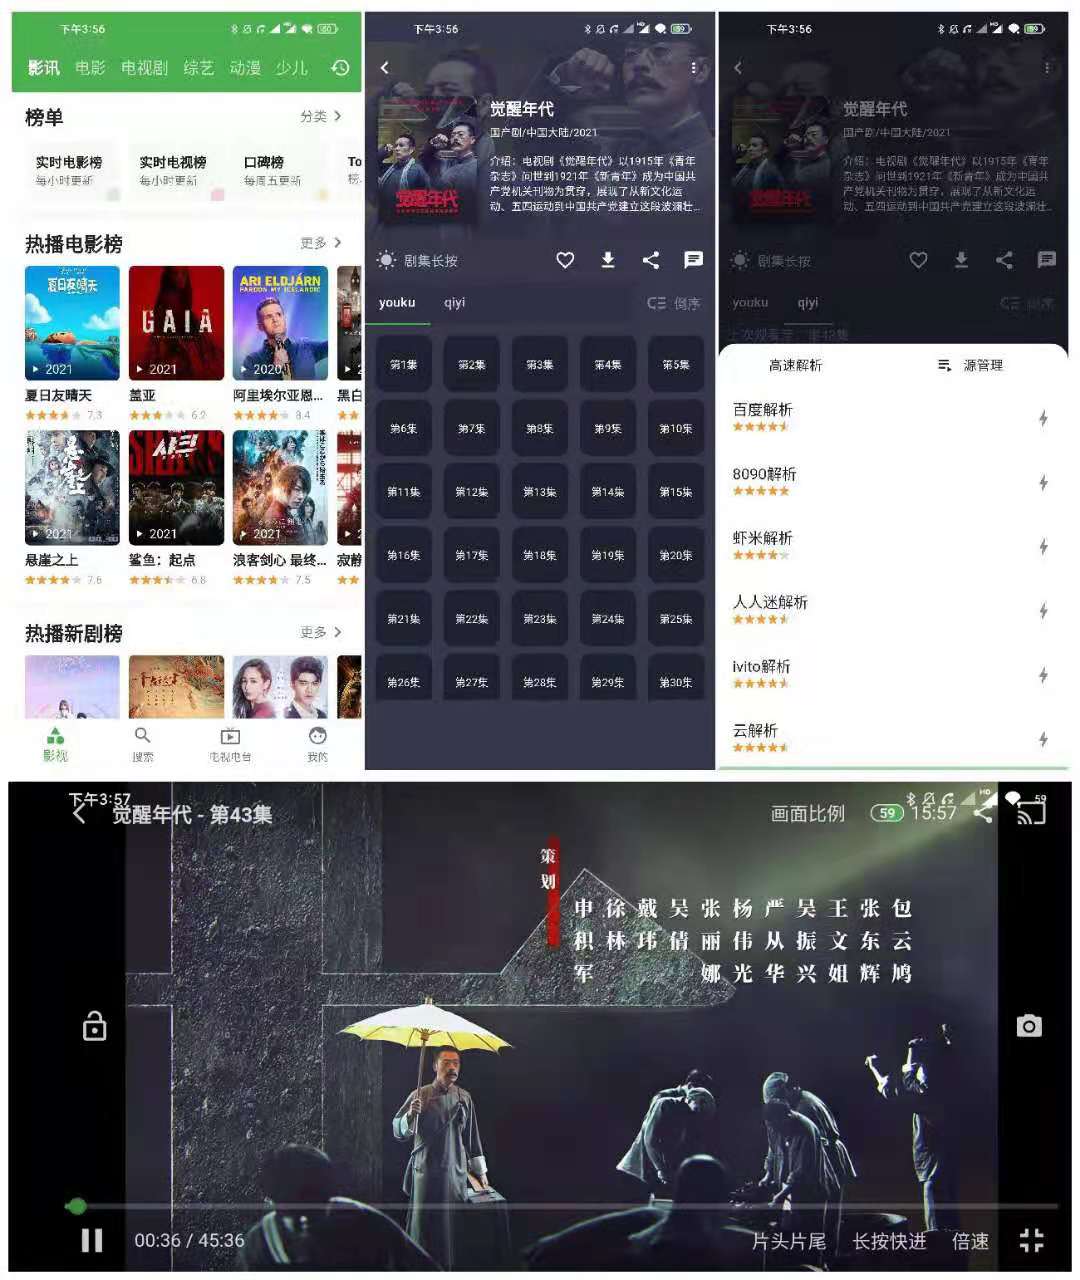 下午3:56
60
影讯 电影 电视剧 综艺 动漫 少儿
榜单
分类
实时电影榜
每小时更新
实时电视榜
每小时更新
口碑榜
每周五更新
To
榜.
热播电影榜
更多
夏日友晴天
2021
GAIA
2021
ARI ELDJÁRN
PARDON MY ICELANDIC
2020
夏日友晴天
7.3
盖亚
6.2
阿里埃尔亚恩...
8.4
黑白
悬崖之上
2021
2021
2021
悬崖之上
7.6
鲨鱼：起点
6.8
浪客剑心 最终...
7.5
寂静
热播新剧榜
更多
影视
搜索
电视电台
我的
下午3:56
HD
59
觉醒年代
觉醒年代
国产剧/中国大陆/2021
介绍：电视剧《觉醒年代》以1915年《青年
杂志》问世到1921年《新青年》成为中国共
产党机关刊物为贯穿，展现了从新文化运
动、五四运动到中国共产党建立这段波澜壮...
剧集长按
youku qiyi 倒序
第1集 第2集 第3集 第4集 第5集
第6集 第7集 第8集 第9集 第10集
第11集 第12集 第13集 第14集 第15集
第16集 第17集 第18集 第19集 第20集
第21集 第22集 第23集 第24集 第25集
第26集 第27集 第28集 第29集 第30集
下午3:56
HD
59
觉醒年代
觉醒年代
国产剧/中国大陆/2021
介绍：电视剧《觉醒年代》以1915年《青年
杂志》问世到1921年《新青年》成为中国共
产党机关刊物为贯穿，展现了从新文化运
动、五四运动到中国共产党建立这段波澜壮...
剧集长按
youku qiyi 倒序
上次观看至 第43集
高速解析 源管理
百度解析
8090解析
虾米解析
人人迷解析
ivito解析
云解析
下午3:57
HD
59
觉醒年代 - 第43集
画面比例 59 15:57
策划
申积军
徐林
戴玮
吴倩
张丽娜
杨伟光
严从华
吴振兴
王文姐
张东辉
包云鸠
00:36 / 45:36
片头片尾 长按快进 倍速